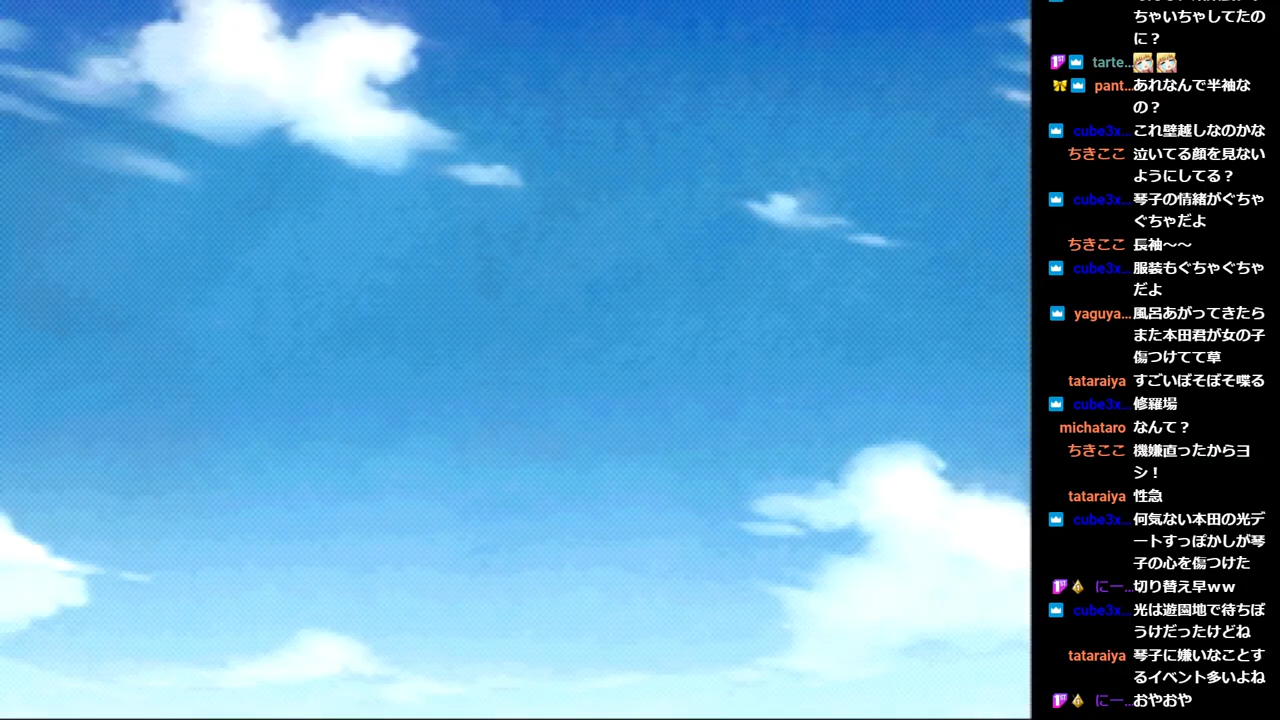 ちゃいちゃしてたの
に？
tarte…
pant… あれなんで半袖な
の？
cube3x… これ壁越しなのかな
ちきここ 泣いてる顔を見ない
ようにしてる？
cube3x… 琴子の情緒がぐちゃ
ぐちゃだよ
ちきここ 長袖〜〜
cube3x… 服装もぐちゃぐちゃ
だよ
yaguya… 風呂あがってきたら
また本田君が女の子
傷つけてて草
tataraiya すごいぼそぼそ喋る
cube3x… 修羅場
michataro なんて？
ちきここ 機嫌直ったからヨ
シ！
tataraiya 性急
cube3x… 何気ない本田の光デ
ートすっぽかしが琴
子の心を傷つけた
にー… 切り替え早ｗｗ
cube3x… 光は遊園地で待ちぼ
うけだったけどね
tataraiya 琴子に嫌いなことす
るイベント多いよね
にー… おやおや